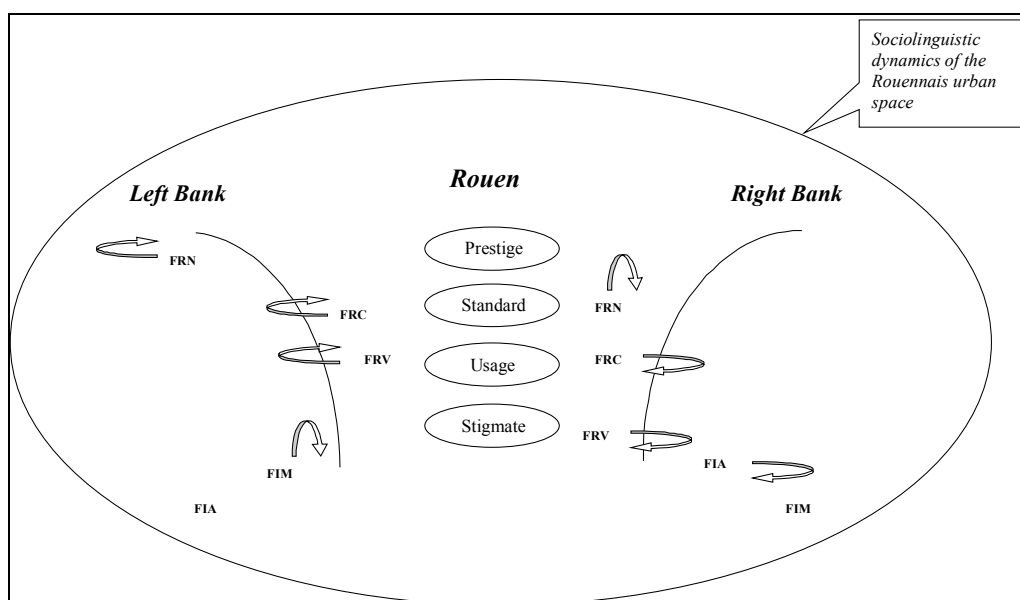 Sociolinguistic
dynamics of the
Rouennais urban
space
Rouen
Left Bank
Right Bank
Prestige
FRN
Standard
FRN
FRC
FRV
Usage
FRC
Stigmate
FRV
FIM
FIA
FIA
FIM